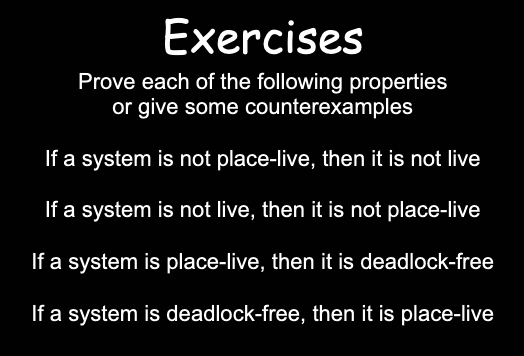 Exercises
Prove each of the following properties
or give some counterexamples
If a system is not place-live, then it is not live
If a system is not live, then it is not place-live
If a system is place-live, then it is deadlock-free
If a system is deadlock-free, then it is place-live